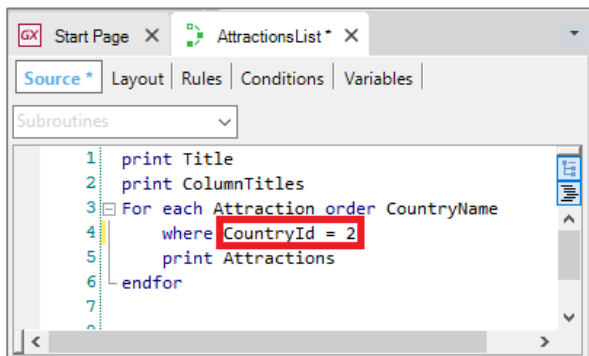 GX Start Page X AttractionsList * X
Source * Layout Rules Conditions Variables
Subroutines
1 print Title
2 print ColumnTitles
3 For each Attraction order CountryName
4 where CountryId = 2
5 print Attractions
6 endfor
7